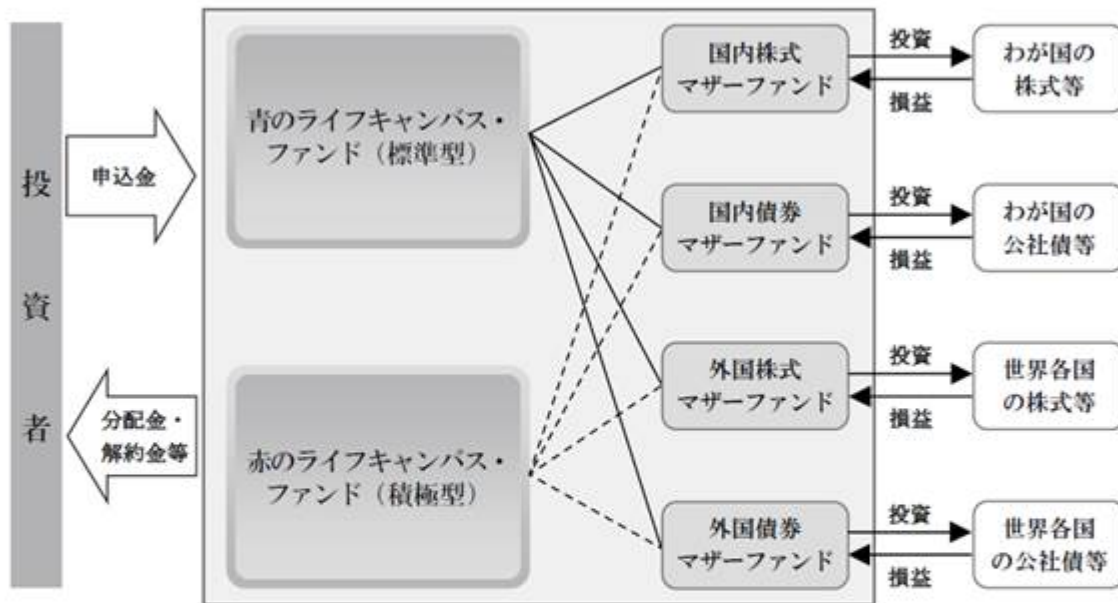 投資者
申込金
分配金・
解約金等
青のライフキャンバス・
ファンド（標準型）
赤のライフキャンバス・
ファンド（積極型）
国内株式
マザーファンド
投資
損益
わが国の
株式等
国内債券
マザーファンド
投資
損益
わが国の
公社債等
外国株式
マザーファンド
投資
損益
世界各国
の株式等
外国債券
マザーファンド
投資
損益
世界各国
の公社債等